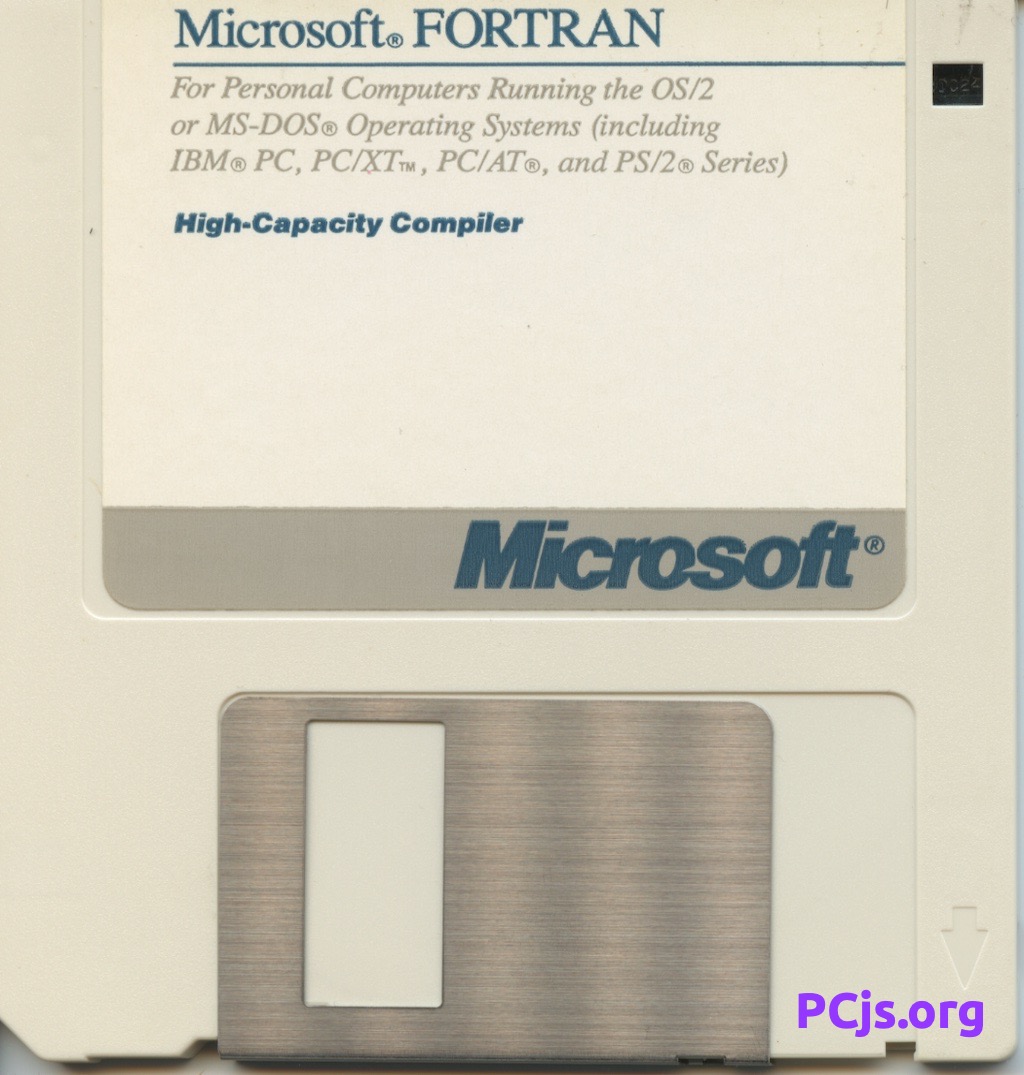 Microsoft® FORTRAN
For Personal Computers Running the OS/2
or MS-DOS® Operating Systems (including
IBM® PC, PC/XT™, PC/AT®, and PS/2® Series)
High-Capacity Compiler
Microsoft®
PCjs.org